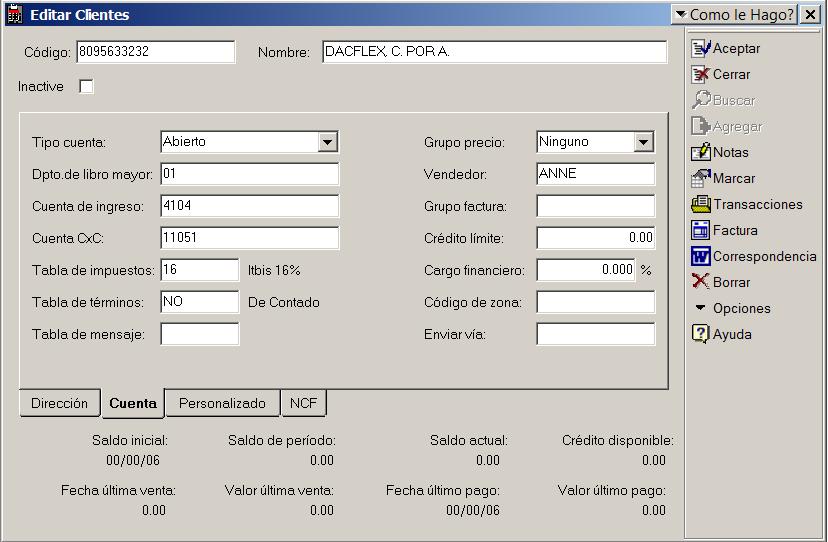 Editar Clientes
Como le Hago?
Código: 8095633232 Nombre: DACFLEX, C. POR A.
Inactive
Tipo cuenta: Abierto Grupo precio: Ninguno
Dpto.de libro mayor: 01 Vendedor: ANNE
Cuenta de ingreso: 4104 Grupo factura:
Cuenta CxC: 11051 Crédito límite: 0.00
Tabla de impuestos: 16 Itbis 16% Cargo financiero: 0.000 %
Tabla de términos: NO De Contado Código de zona:
Tabla de mensaje: Enviar vía:
Dirección Cuenta Personalizado NCF
Saldo inicial: Saldo de período: Saldo actual: Crédito disponible:
00/00/06 0.00 0.00 0.00
Fecha última venta: Valor última venta: Fecha último pago: Valor último pago:
0.00 0.00 00/00/06 0.00
Aceptar
Cerrar
Buscar
Agregar
Notas
Marcar
Transacciones
Factura
Correspondencia
Borrar
Opciones
Ayuda